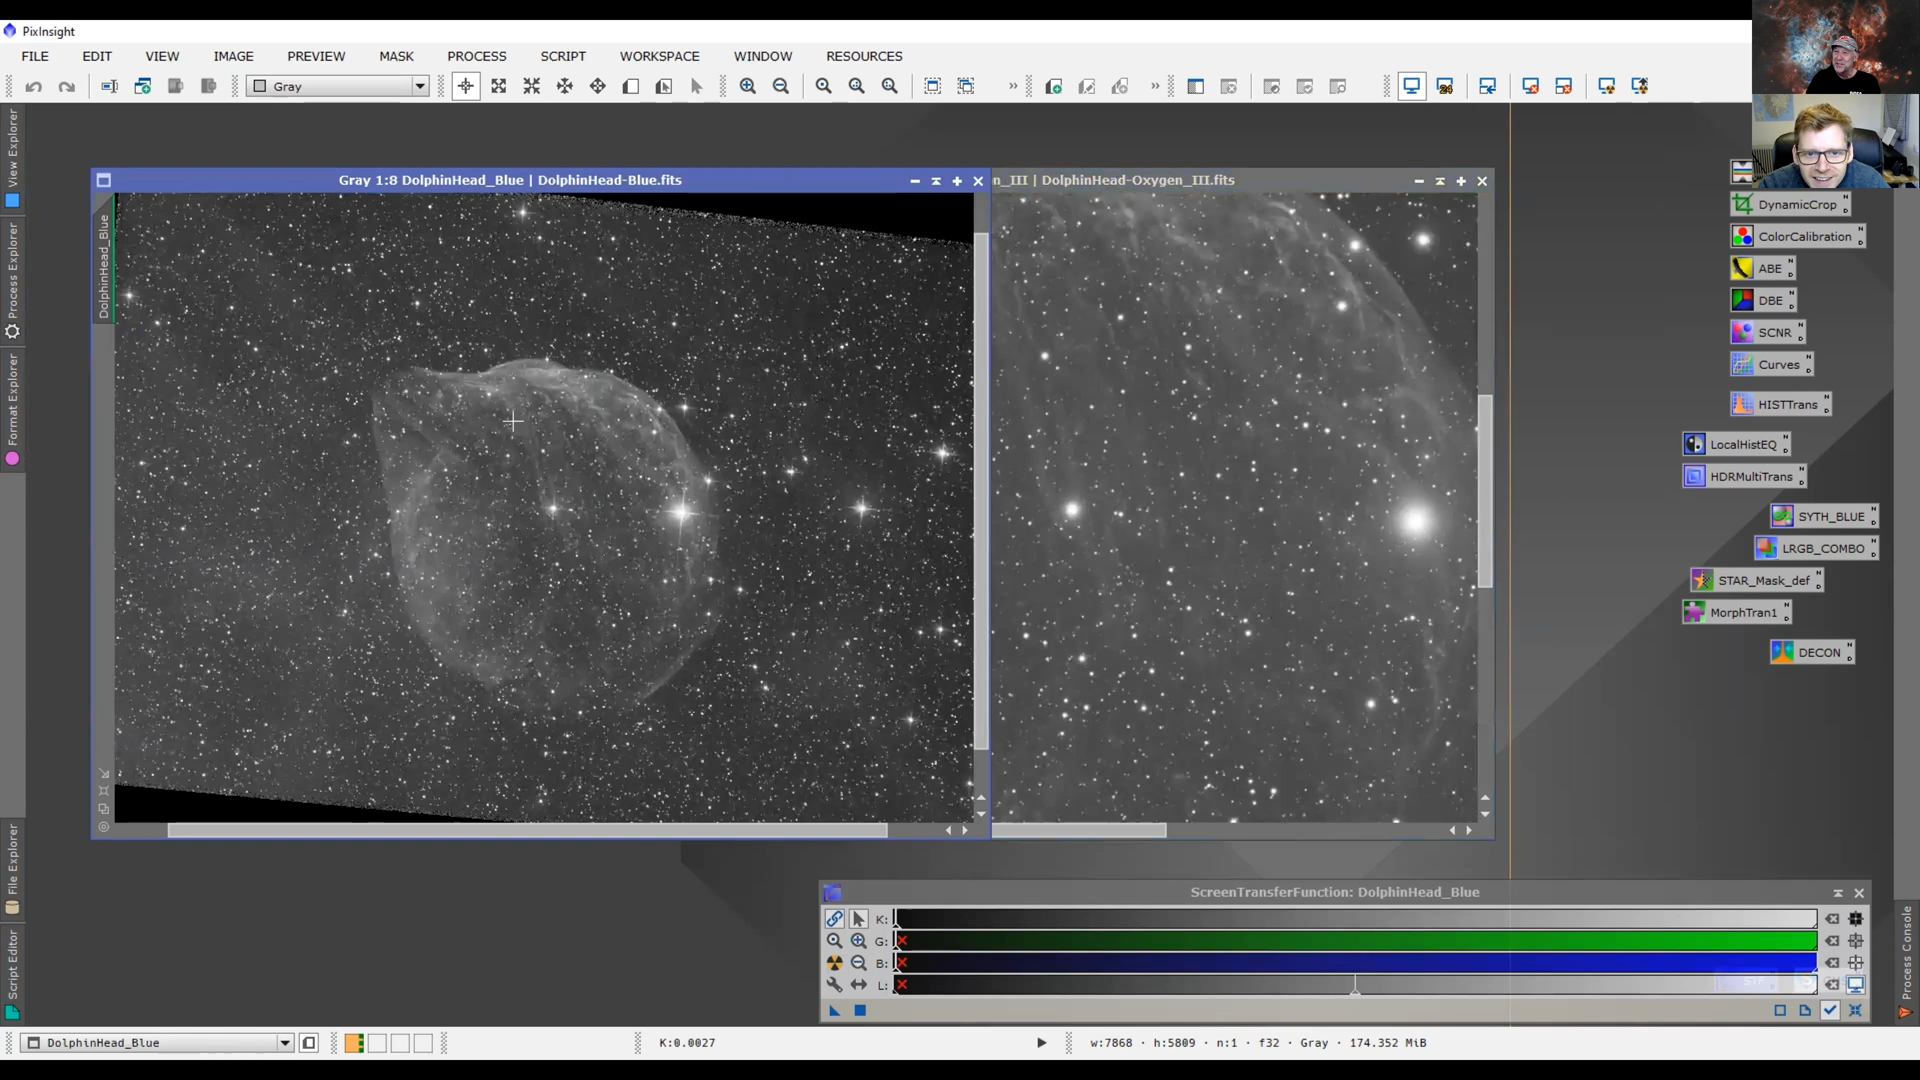 PixInsight
FILE EDIT VIEW IMAGE PREVIEW MASK PROCESS SCRIPT WORKSPACE WINDOW RESOURCES
Gray
24
View Explorer
Process Explorer
Format Explorer
File Explorer
Script Editor
Gray 1:8 DolphinHead_Blue | DolphinHead-Blue.fits
n_III | DolphinHead-Oxygen_III.fits
DolphinHead_Blue
DynamicCrop
ColorCalibration
ABE
DBE
SCNR
Curves
HISTTrans
LocalHistEQ
HDRMultiTrans
SYTH_BLUE
LRGB_COMBO
STAR_Mask_def
MorphTran1
DECON
ScreenTransferFunction: DolphinHead_Blue
K:
G:
B:
L:
Process Console
DolphinHead_Blue
K:0.0027
w:7868 · h:5809 · n:1 · f32 · Gray · 174.352 MiB